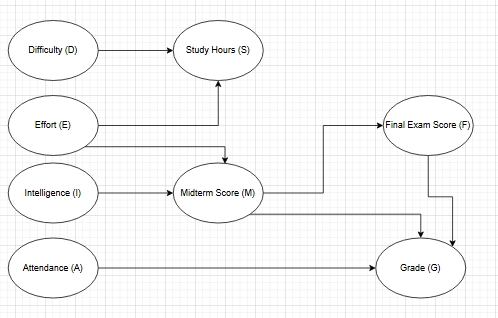 Difficulty (D)
Study Hours (S)
Effort (E)
Final Exam Score (F)
Intelligence (I)
Midterm Score (M)
Attendance (A)
Grade (G)